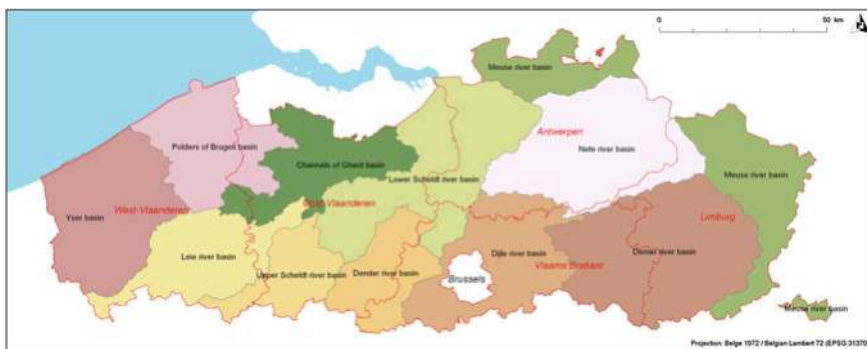 0 50 km
Meuse river basin
Antwerpen
Polders of Bruges basin
Nete river basin
Channels of Ghent basin
Meuse river basin
Lower Scheldt river basin
Oost-Vlaanderen
West-Vlaanderen
Limburg
Yser basin
Leie river basin
Dijle river basin
Demer river basin
Vlaams Brabant
Upper Scheldt river basin
Dender river basin
Brussels
Meuse river basin
Projection: Belge 1972 / Belgian Lambert 72 (EPSG:31370)